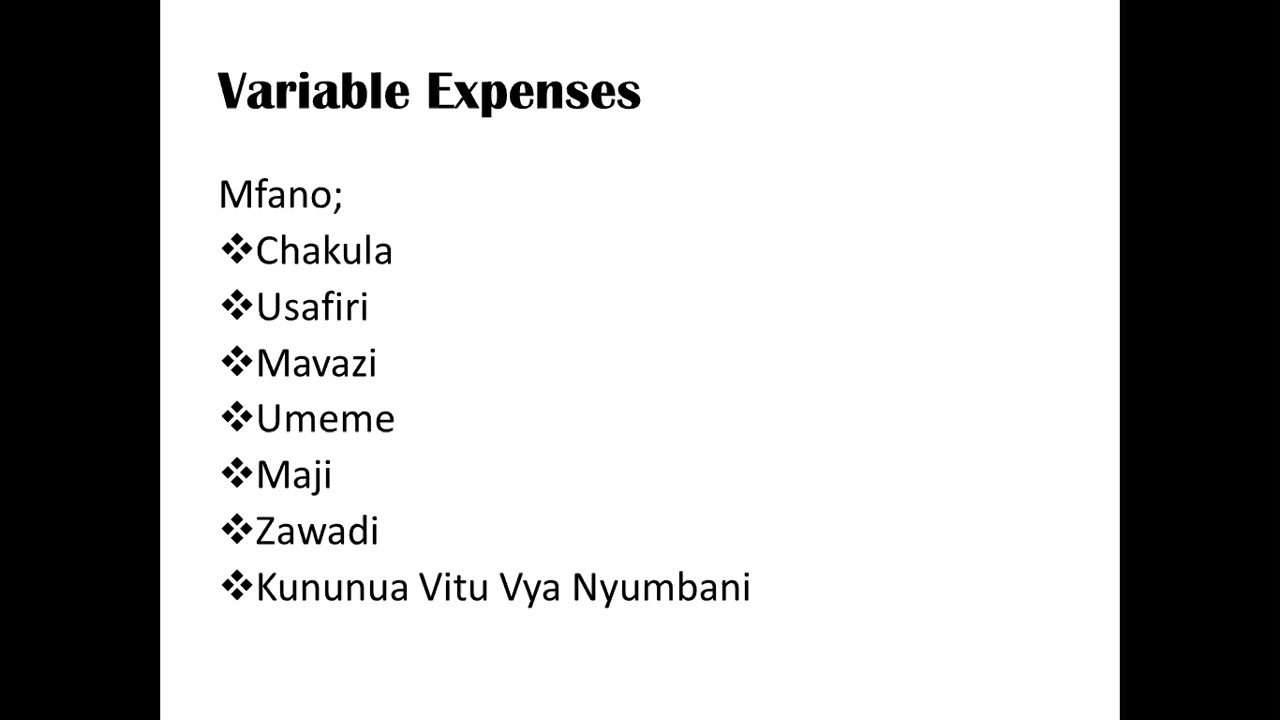 Variable Expenses
Mfano;
❖Chakula
❖Usafiri
❖Mavazi
❖Umeme
❖Maji
❖Zawadi
❖Kununua Vitu Vya Nyumbani